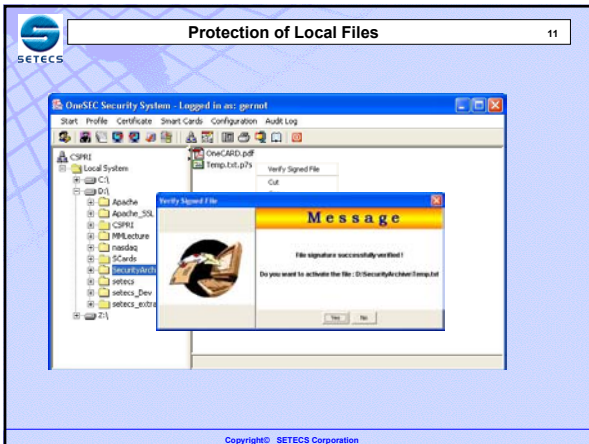 Protection of Local Files
11
SETECS
OneSEC Security System - Logged in as: gernot
Start Profile Certificate Smart Cards Configuration Audit Log
CSPRI
Local System
C:\
D:\
Apache
Apache_SSL
CSPRI
MMLecture
nasdaq
SCards
SecurityArch
setecs
setecs_Dev
setecs_extra
Z:\
OneCARD.pdf
Temp.txt.p7s
Verify Signed File
Cut
Verify Signed File
Message
File signature successfully verified !
Do you want to activate the file : D:/SecurityArchive/Temp.txt
Yes
No
Copyright© SETECS Corporation